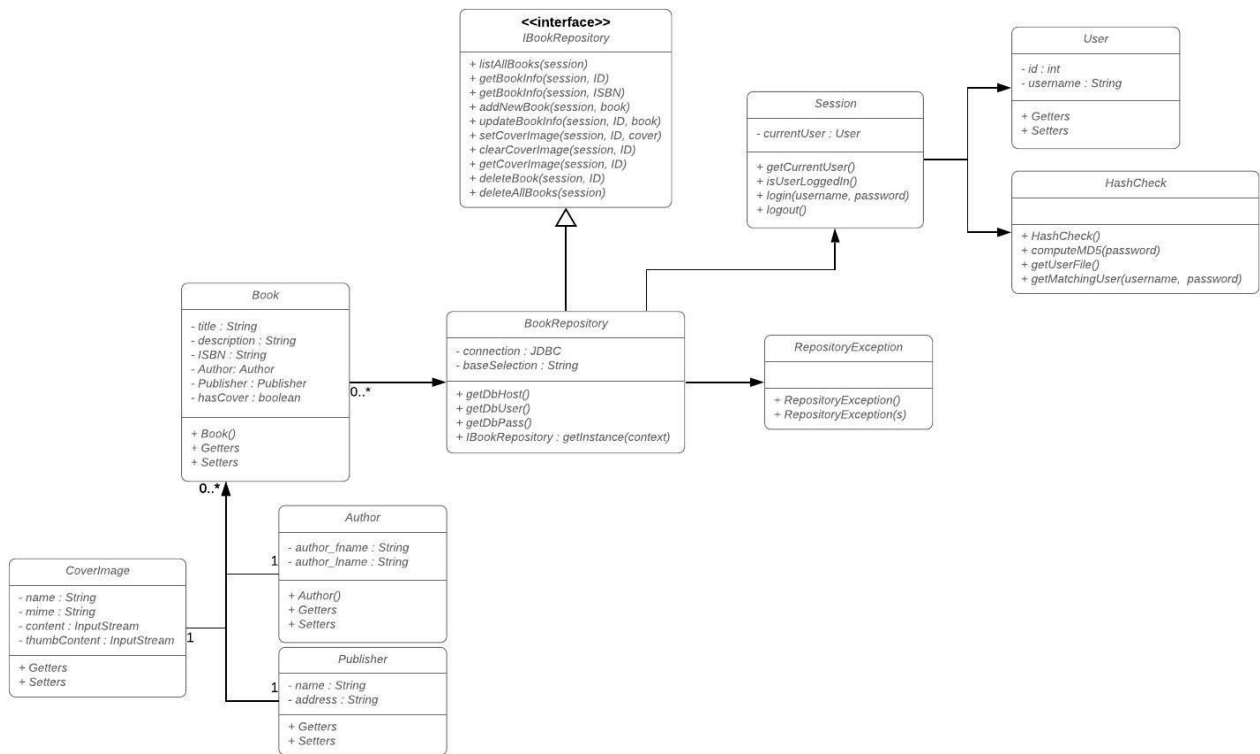 <<interface>>
IBookRepository
+ listAllBooks(session)
+ getBookInfo(session, ID)
+ getBookInfo(session, ISBN)
+ addNewBook(session, book)
+ updateBookInfo(session, ID, book)
+ setCoverImage(session, ID, cover)
+ clearCoverImage(session, ID)
+ getCoverImage(session, ID)
+ deleteBook(session, ID)
+ deleteAllBooks(session)
User
- id : int
- username : String
+ Getters
+ Setters
Session
- currentUser : User
+ getCurrentUser()
+ isUserLoggedIn()
+ login(username, password)
+ logout()
HashCheck
+ HashCheck()
+ computeMD5(password)
+ getUserFile()
+ getMatchingUser(username, password)
Book
- title : String
- description : String
- ISBN : String
- Author: Author
- Publisher : Publisher
- hasCover : boolean
+ Book()
+ Getters
+ Setters
0..*
BookRepository
- connection : JDBC
- baseSelection : String
+ getDbHost()
+ getDbUser()
+ getDbPass()
+ IBookRepository : getInstance(context)
RepositoryException
+ RepositoryException()
+ RepositoryException(s)
0..*
Author
- author_fname : String
- author_lname : String
+ Author()
+ Getters
+ Setters
1
CoverImage
- name : String
- mime : String
- content : InputStream
- thumbContent : InputStream
+ Getters
+ Setters
1
Publisher
- name : String
- address : String
+ Getters
+ Setters
1